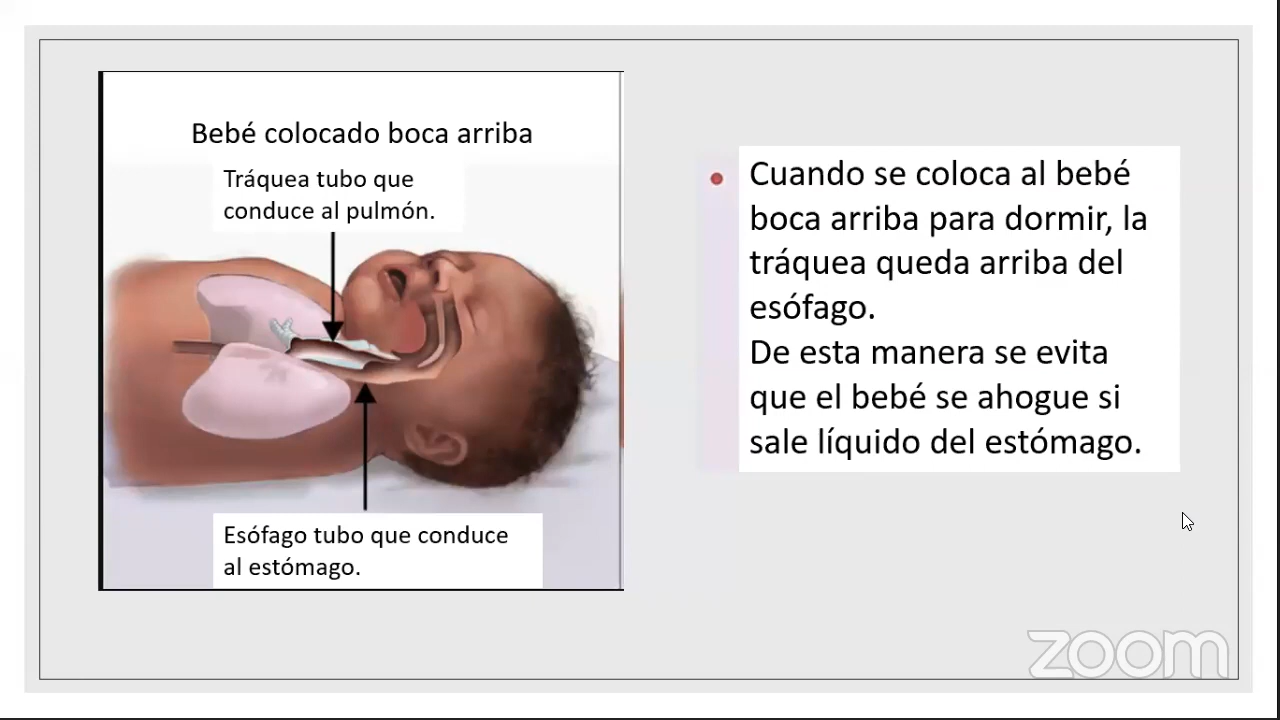 Bebé colocado boca arriba
Tráquea tubo que
conduce al pulmón.
Esófago tubo que conduce
al estómago.
Cuando se coloca al bebé
boca arriba para dormir, la
tráquea queda arriba del
esófago.
De esta manera se evita
que el bebé se ahogue si
sale líquido del estómago.
zoom